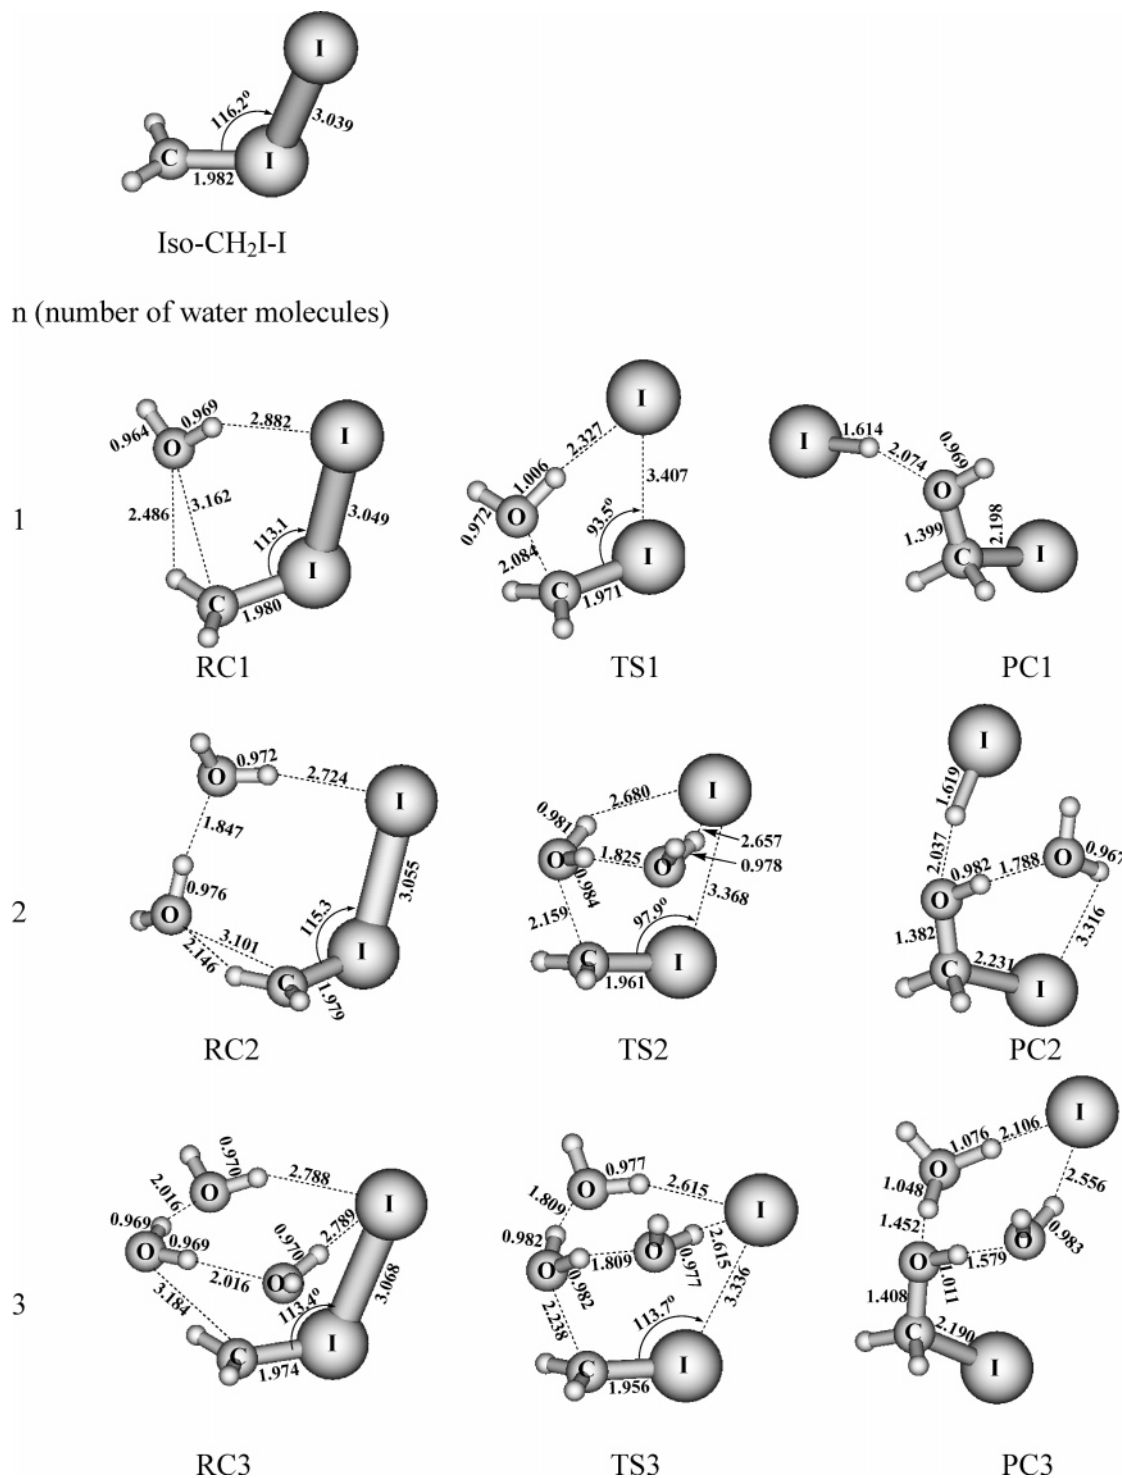 I
116.2°
3.039
C
I
1.982
Iso-CH₂I-I
n (number of water molecules)
1
0.964
0.969
O
2.882
I
2.486
3.162
3.049
113.1
I
C
1.980
RC1
I
2.327
1.006
0.972
O
3.407
93.5°
2.084
I
C
1.971
TS1
I
1.614
2.074
0.969
O
1.399
2.198
I
C
PC1
2
0.972
O
2.724
I
1.847
0.976
O
3.055
115.3
3.101
2.146
I
C
1.979
RC2
I
2.680
0.981
O
1.825
O
2.657
0.978
0.984
3.368
2.159
97.9°
C
I
1.961
TS2
I
1.619
2.037
0.982
1.788
O
0.967
O
1.382
3.316
2.231
C
I
PC2
3
0.970
O
2.788
I
2.016
0.969
O
0.969
0.970
2.789
2.016
O
3.184
113.4°
3.068
I
C
1.974
RC3
0.977
O
2.615
I
1.809
0.982
O
O
2.615
1.809
0.977
0.982
3.336
2.238
113.7°
C
I
1.956
TS3
I
1.076
2.106
O
1.048
2.556
1.452
O
0.983
O
1.579
1.011
1.408
2.190
C
I
PC3